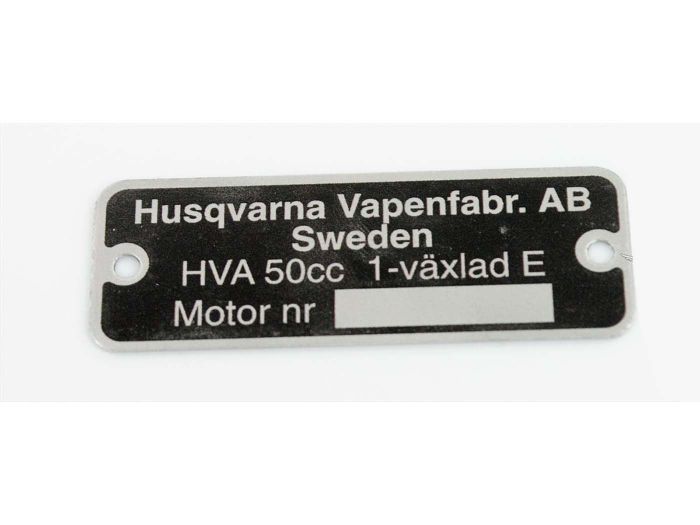 Husqvarna Vapenfabr. AB
Sweden
HVA 50cc 1-växlad E
Motor nr